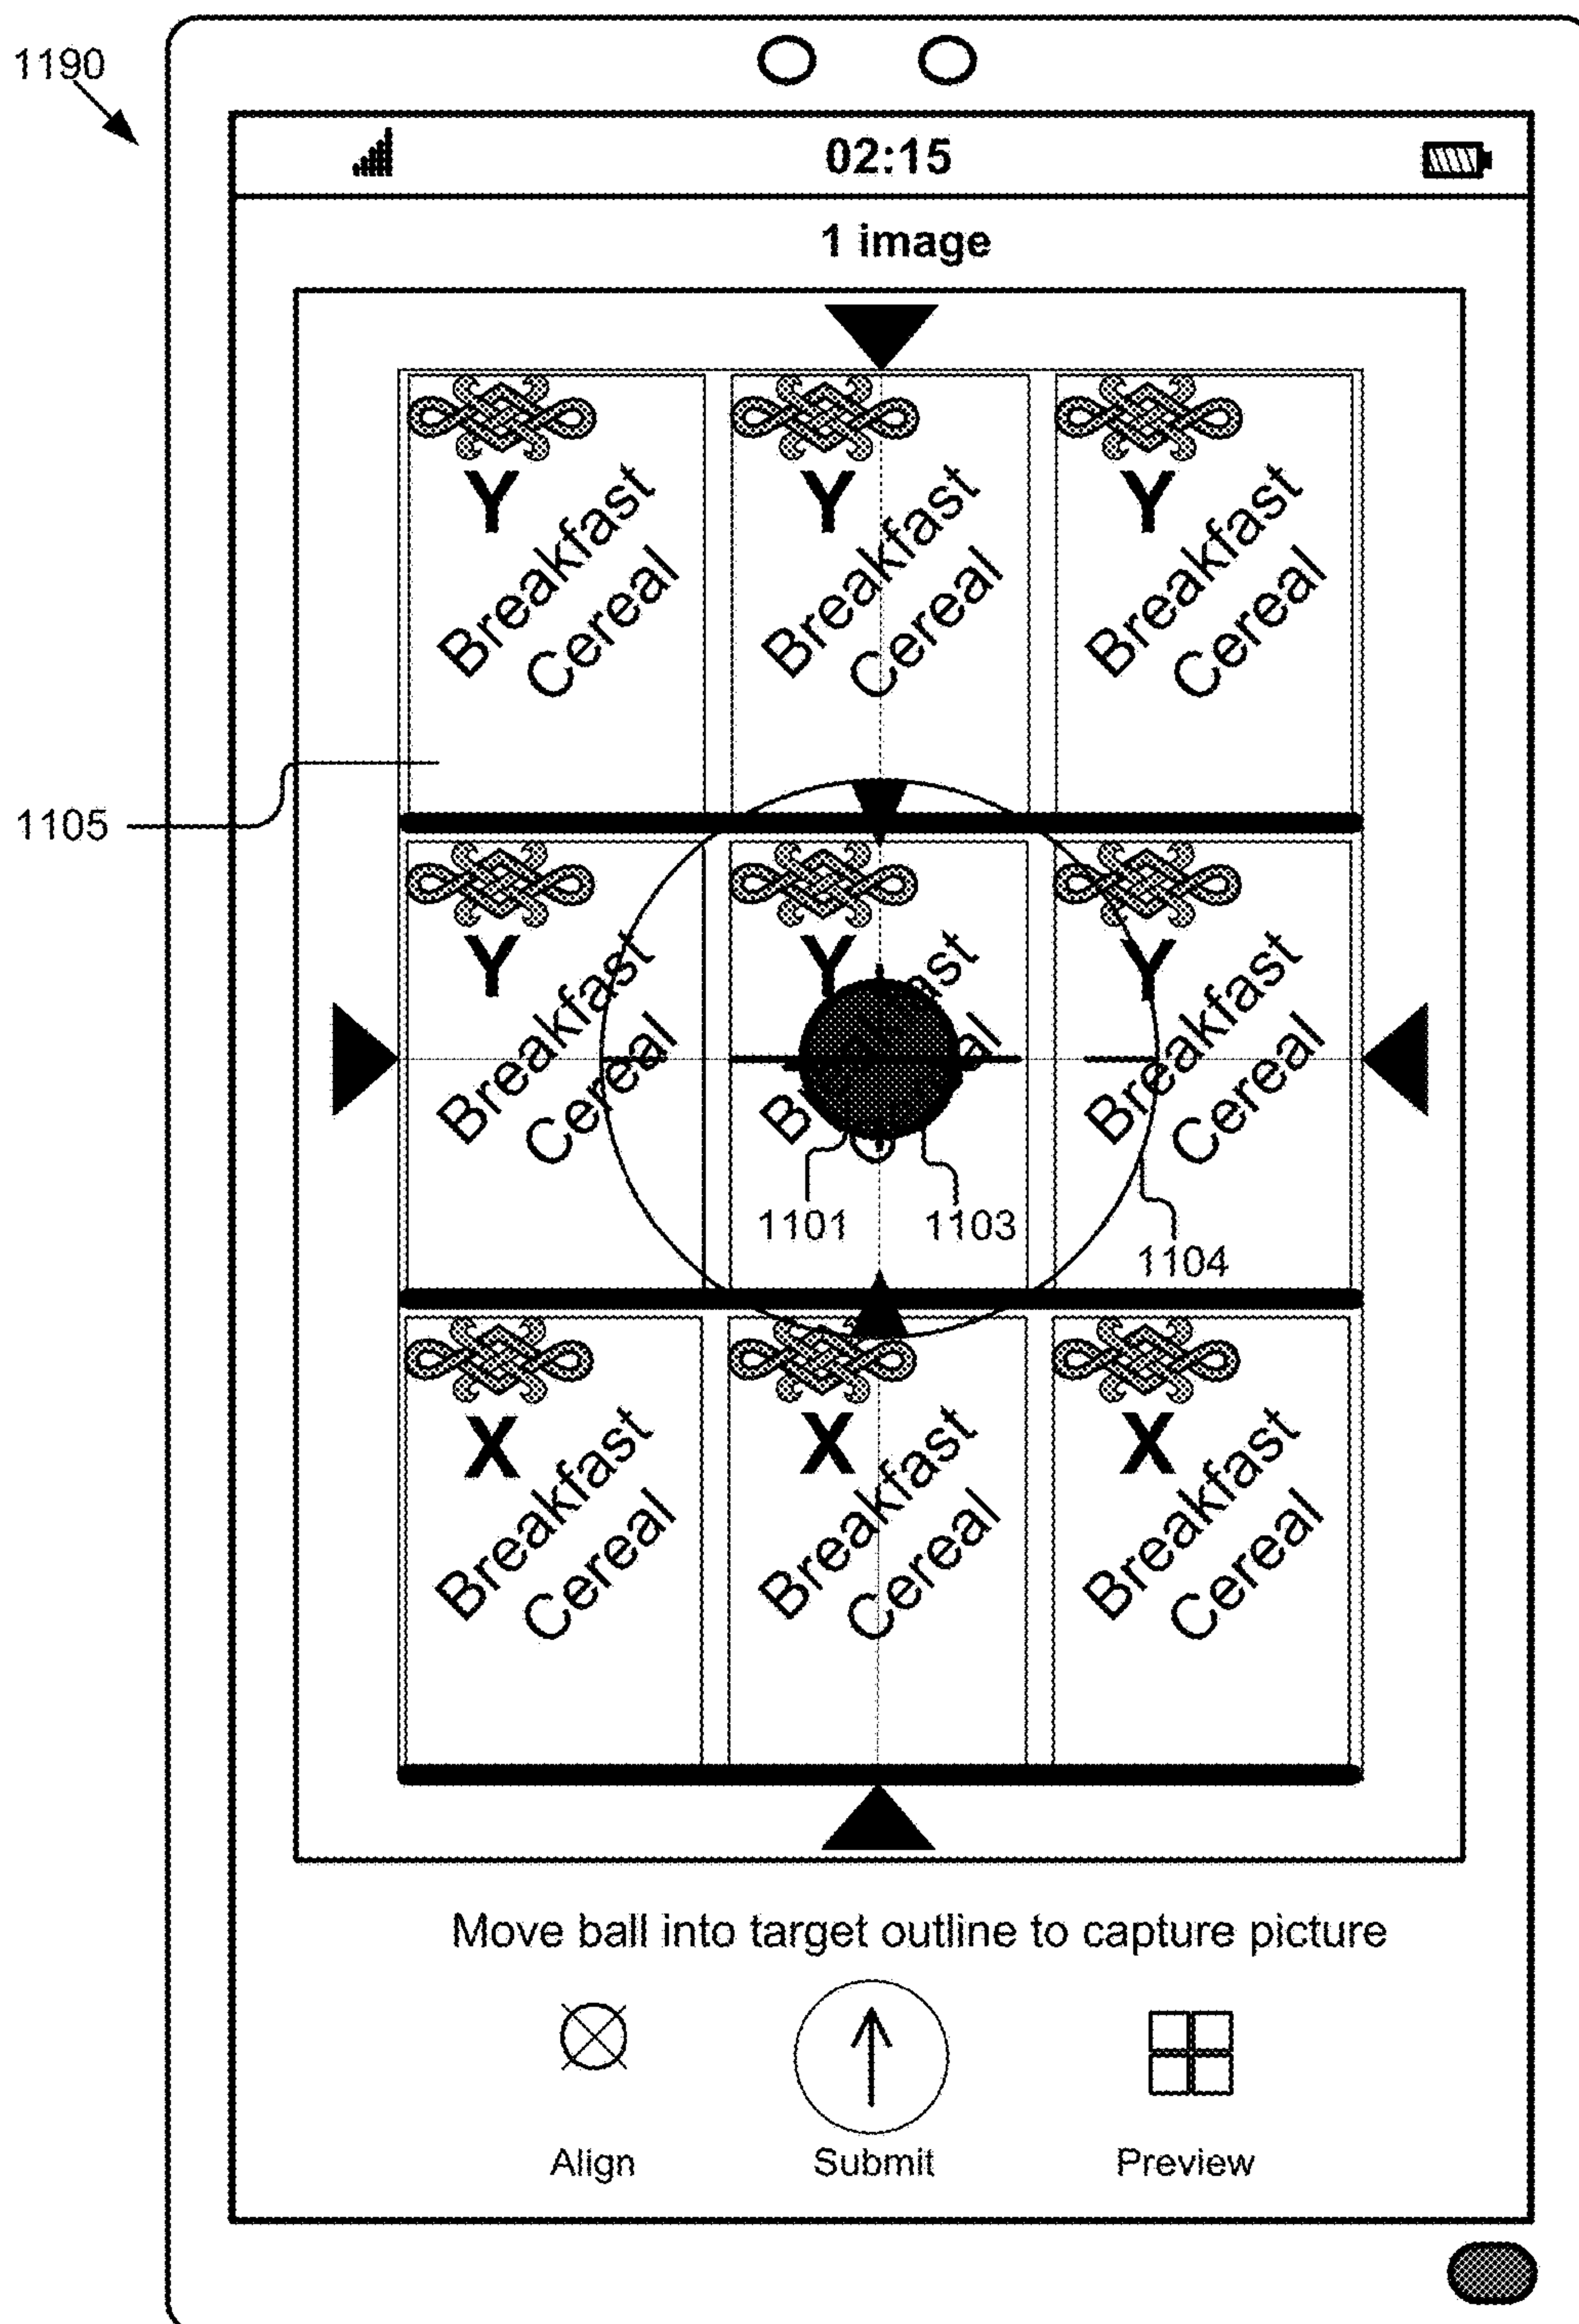 1190
02:15
1 image
Y Y Y
Breakfast Breakfast Breakfast
Cereal Cereal Cereal
1105
Y Y Y
Breakfast Breakfast
Cereal Cereal
1101 1103
1104
X X X
Breakfast Breakfast Breakfast
Cereal Cereal Cereal
Move ball into target outline to capture picture
Align Submit Preview